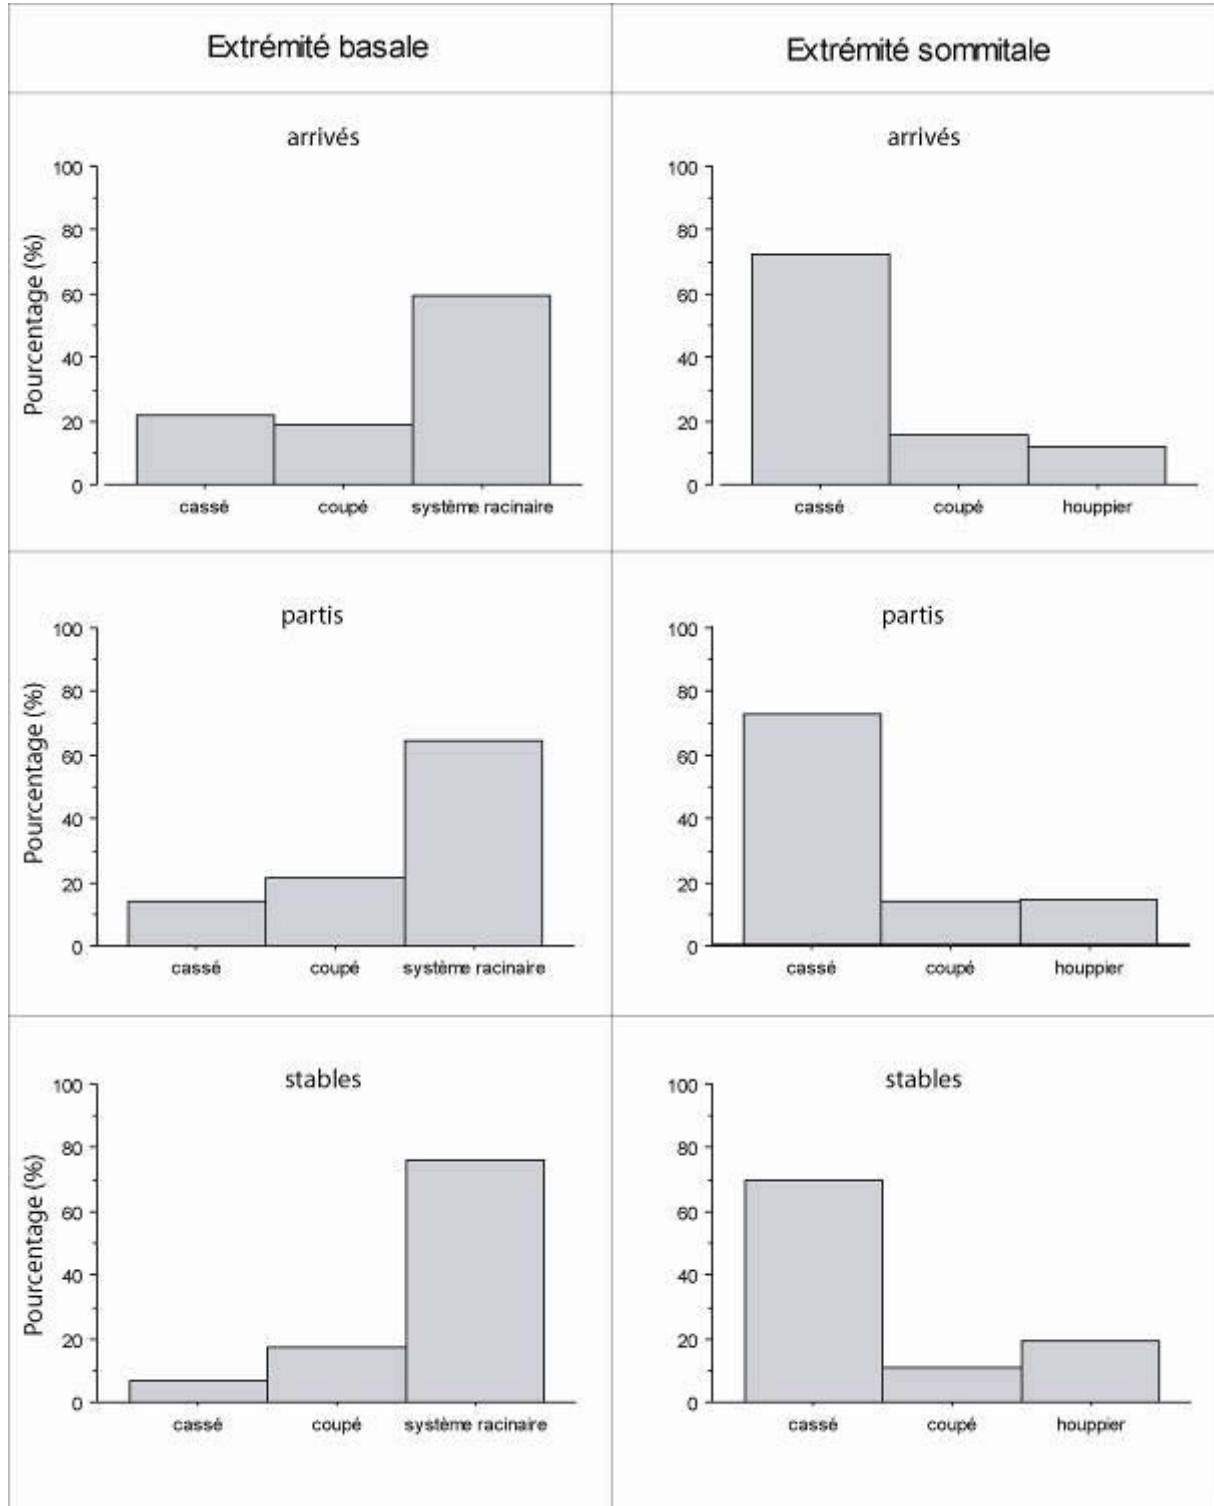 Extrémité basale
Extrémité sommitale
arrivés
Pourcentage (%)
100
80
60
40
20
0
cassé coupé système racinaire
arrivés
100
80
60
40
20
0
cassé coupé houppier
partis
Pourcentage (%)
100
80
60
40
20
0
cassé coupé système racinaire
partis
100
80
60
40
20
0
cassé coupé houppier
stables
Pourcentage (%)
100
80
60
40
20
0
cassé coupé système racinaire
stables
100
80
60
40
20
0
cassé coupé houppier